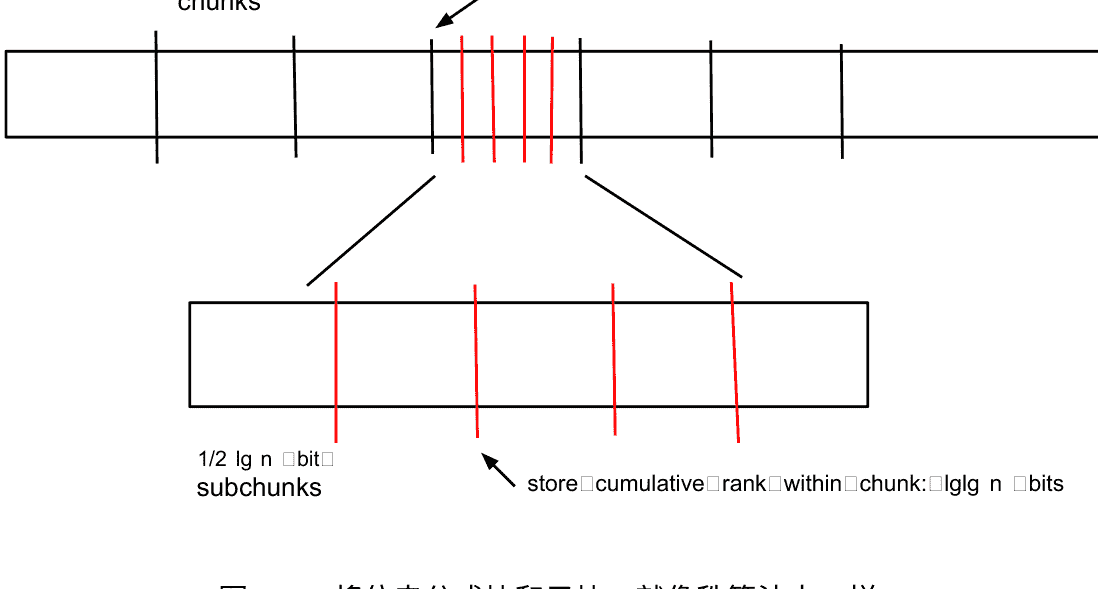 chunks
1/2 lg n bit
subchunks
store cumulative rank within chunk: lglg n bits